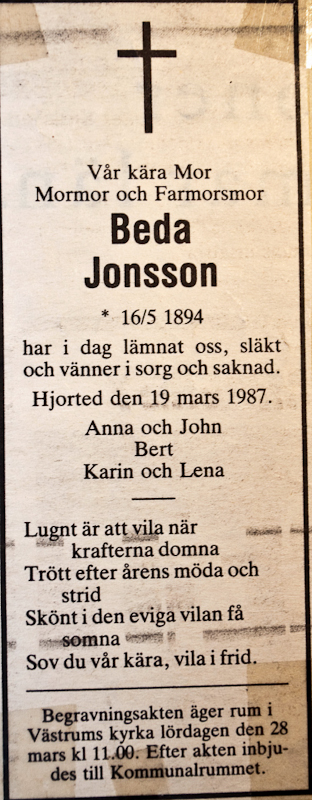 Vår kära Mor
Mormor och Farmorsmor
Beda
Jonsson
* 16/5 1894
har i dag lämnat oss, släkt
och vänner i sorg och saknad.
Hjorted den 19 mars 1987.
Anna och John
Bert
Karin och Lena
Lugnt är att vila när
krafterna domna
Trött efter årens möda och
strid
Skönt i den eviga vilan få
somna
Sov du vår kära, vila i frid.
Begravningsakten äger rum i
Västrums kyrka lördagen den 28
mars kl 11.00. Efter akten inbju-
des till Kommunalrummet.